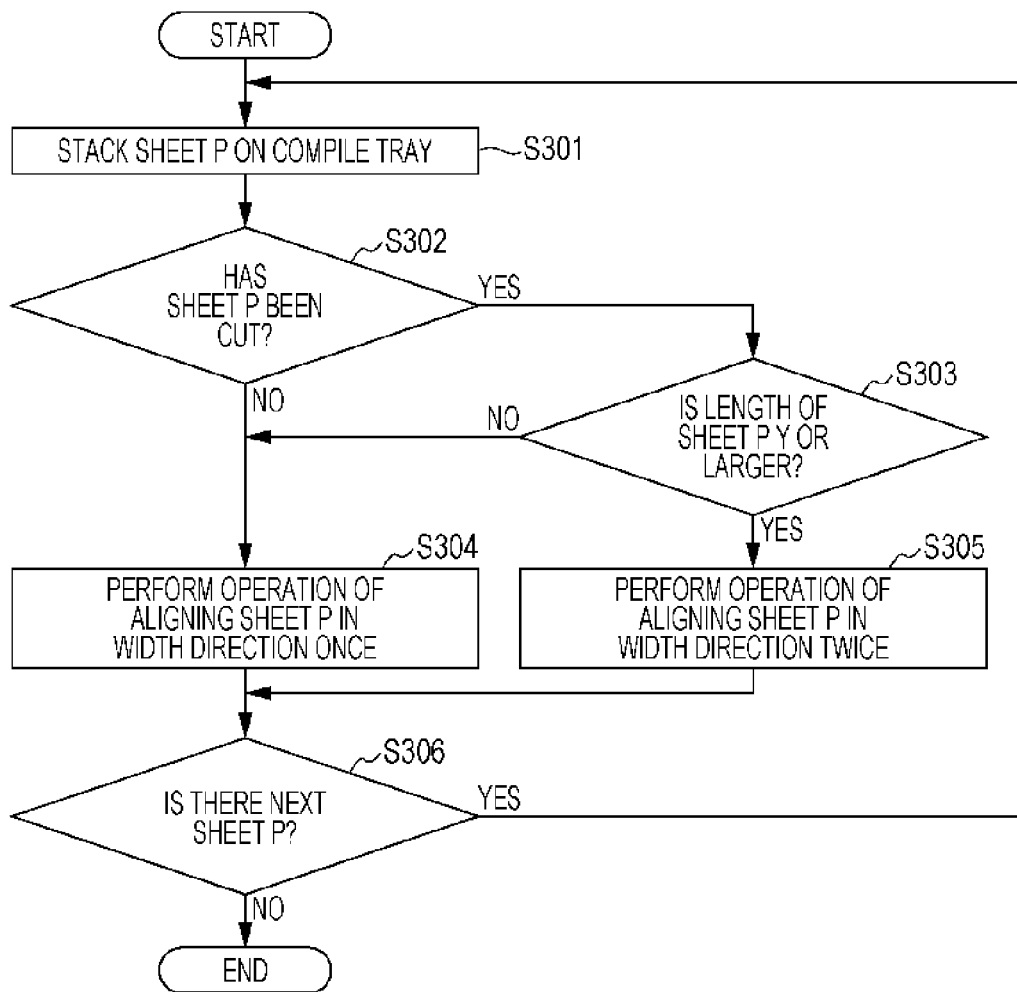 START
STACK SHEET P ON COMPILE TRAY
S301
S302
HAS
SHEET P BEEN
CUT?
YES
NO
S303
IS LENGTH OF
SHEET P Y OR
LARGER?
NO
YES
S304
PERFORM OPERATION OF
ALIGNING SHEET P IN
WIDTH DIRECTION ONCE
S305
PERFORM OPERATION OF
ALIGNING SHEET P IN
WIDTH DIRECTION TWICE
S306
IS THERE NEXT
SHEET P?
YES
NO
END